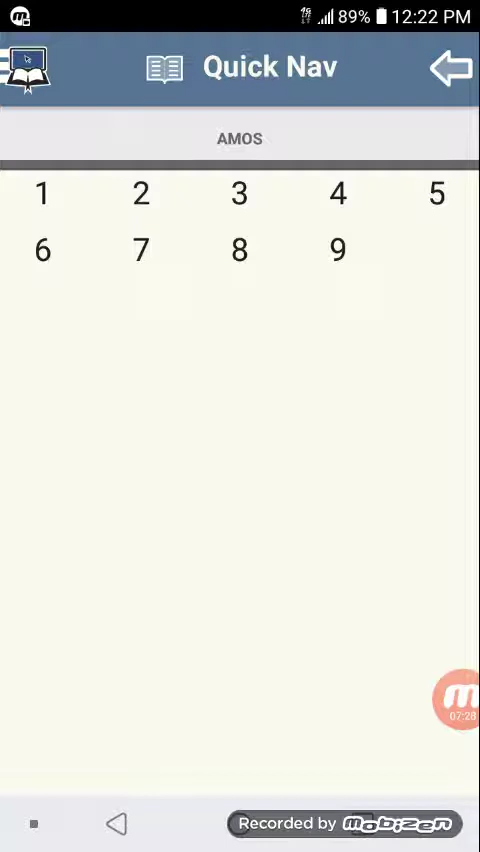 89% 12:22 PM
Quick Nav
AMOS
1 2 3 4 5
6 7 8 9
07:28
Recorded by mobizen